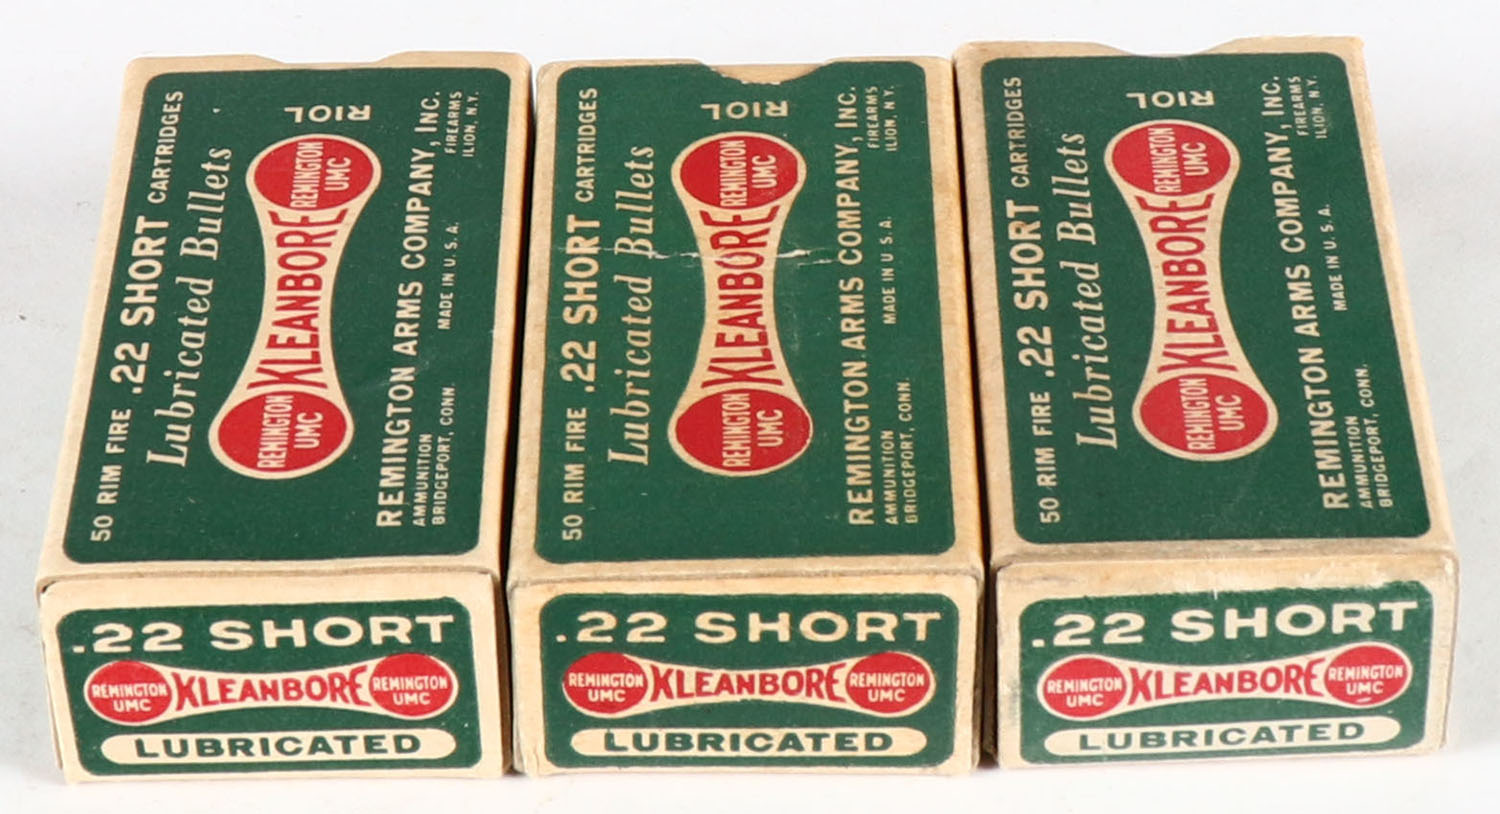 50 RIM FIRE .22 SHORT CARTRIDGES
Lubricated Bullets
RIOL
REMINGTON
UMC
KLEANBORE
REMINGTON
UMC
REMINGTON ARMS COMPANY, INC.
AMMUNITION
BRIDGEPORT, CONN.
MADE IN U.S.A.
FIREARMS
ILION, N.Y.
.22 SHORT
REMINGTON
UMC
KLEANBORE
REMINGTON
UMC
LUBRICATED
50 RIM FIRE .22 SHORT CARTRIDGES
Lubricated Bullets
RIOL
REMINGTON
UMC
KLEANBORE
REMINGTON
UMC
REMINGTON ARMS COMPANY, INC.
AMMUNITION
BRIDGEPORT, CONN.
MADE IN U.S.A.
FIREARMS
ILION, N.Y.
.22 SHORT
REMINGTON
UMC
KLEANBORE
REMINGTON
UMC
LUBRICATED
50 RIM FIRE .22 SHORT CARTRIDGES
Lubricated Bullets
RIOL
REMINGTON
UMC
KLEANBORE
REMINGTON
UMC
REMINGTON ARMS COMPANY, INC.
AMMUNITION
BRIDGEPORT, CONN.
MADE IN U.S.A.
FIREARMS
ILION, N.Y.
.22 SHORT
REMINGTON
UMC
KLEANBORE
REMINGTON
UMC
LUBRICATED